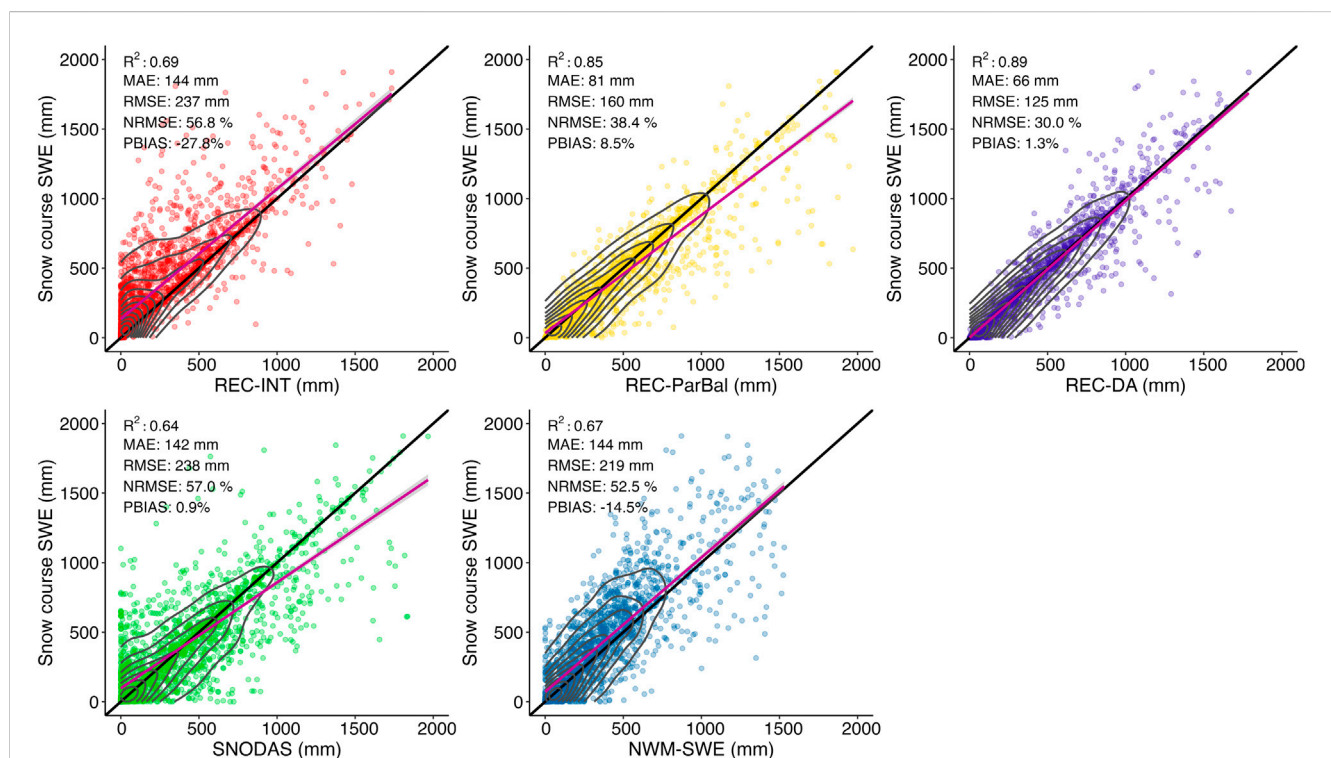 R²: 0.69
MAE: 144 mm
RMSE: 237 mm
NRMSE: 56.8 %
PBIAS: -27.8%
Snow course SWE (mm)
2000
1500
1000
500
0
0 500 1000 1500 2000
REC-INT (mm)
R²: 0.85
MAE: 81 mm
RMSE: 160 mm
NRMSE: 38.4 %
PBIAS: 8.5%
Snow course SWE (mm)
2000
1500
1000
500
0
0 500 1000 1500 2000
REC-ParBal (mm)
R²: 0.89
MAE: 66 mm
RMSE: 125 mm
NRMSE: 30.0 %
PBIAS: 1.3%
Snow course SWE (mm)
2000
1500
1000
500
0
0 500 1000 1500 2000
REC-DA (mm)
R²: 0.64
MAE: 142 mm
RMSE: 238 mm
NRMSE: 57.0 %
PBIAS: 0.9%
Snow course SWE (mm)
2000
1500
1000
500
0
0 500 1000 1500 2000
SNODAS (mm)
R²: 0.67
MAE: 144 mm
RMSE: 219 mm
NRMSE: 52.5 %
PBIAS: -14.5%
Snow course SWE (mm)
2000
1500
1000
500
0
0 500 1000 1500 2000
NWM-SWE (mm)